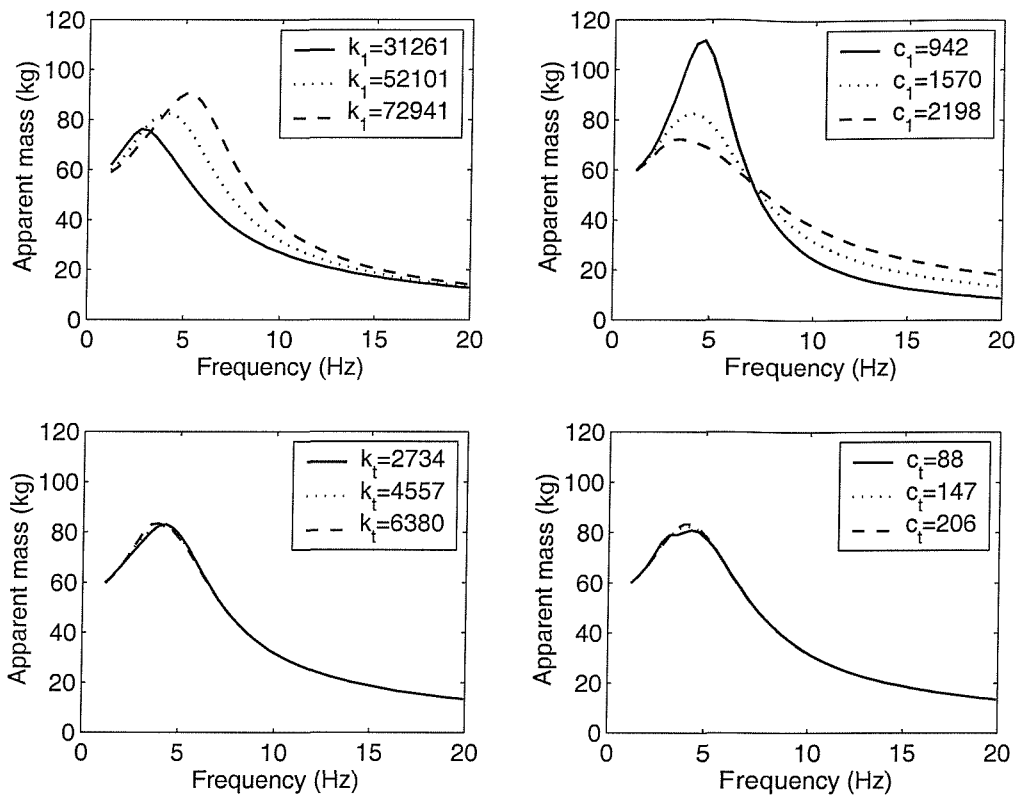 120
100
80
60
40
20
0
Apparent mass (kg)
k₁=31261
k₁=52101
k₁=72941
0 5 10 15 20
Frequency (Hz)
120
100
80
60
40
20
0
Apparent mass (kg)
c₁=942
c₁=1570
c₁=2198
0 5 10 15 20
Frequency (Hz)
120
100
80
60
40
20
0
Apparent mass (kg)
kₜ=2734
kₜ=4557
kₜ=6380
0 5 10 15 20
Frequency (Hz)
120
100
80
60
40
20
0
Apparent mass (kg)
cₜ=88
cₜ=147
cₜ=206
0 5 10 15 20
Frequency (Hz)